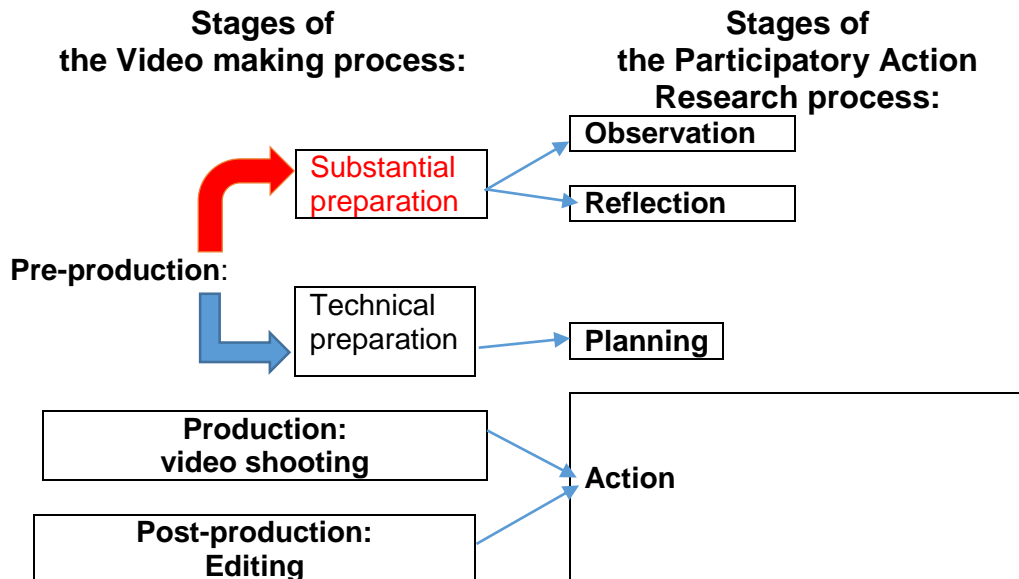 Stages of
the Video making process:
Stages of
the Participatory Action
Research process:
Observation
Substantial
preparation
Reflection
Pre-production:
Technical
preparation
Planning
Production:
video shooting
Action
Post-production:
Editing